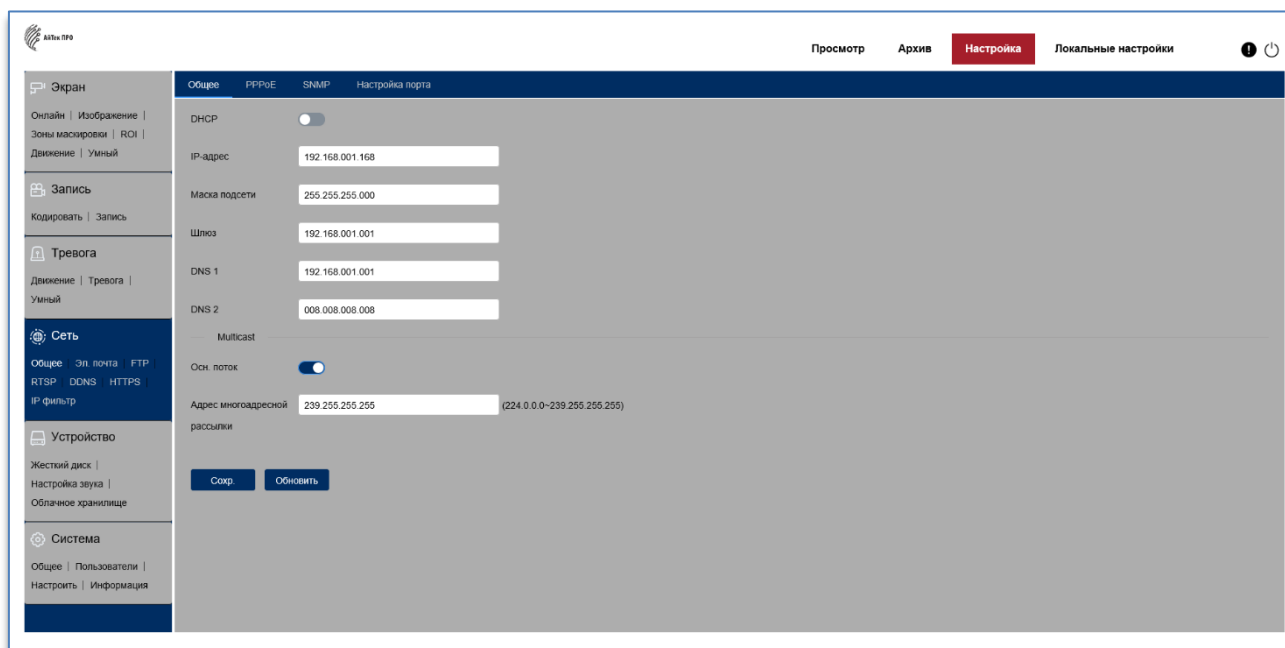 АйТек ПРО
Просмотр Архив Настройка Локальные настройки
Экран
Онлайн | Изображение |
Зоны маскировки | ROI |
Движение | Умный
Запись
Кодировать | Запись
Тревога
Движение | Тревога |
Умный
Сеть
Общее | Эл. почта | FTP |
RTSP | DDNS | HTTPS |
IP фильтр
Устройство
Жесткий диск |
Настройка звука |
Облачное хранилище
Система
Общее | Пользователи |
Настроить | Информация
Общее PPPoE SNMP Настройка порта
DHCP
IP-адрес 192.168.001.168
Маска подсети 255.255.255.000
Шлюз 192.168.001.001
DNS 1 192.168.001.001
DNS 2 008.008.008.008
Multicast
Осн. поток
Адрес многоадресной 239.255.255.255 (224.0.0.0~239.255.255.255)
рассылки
Сохр. Обновить